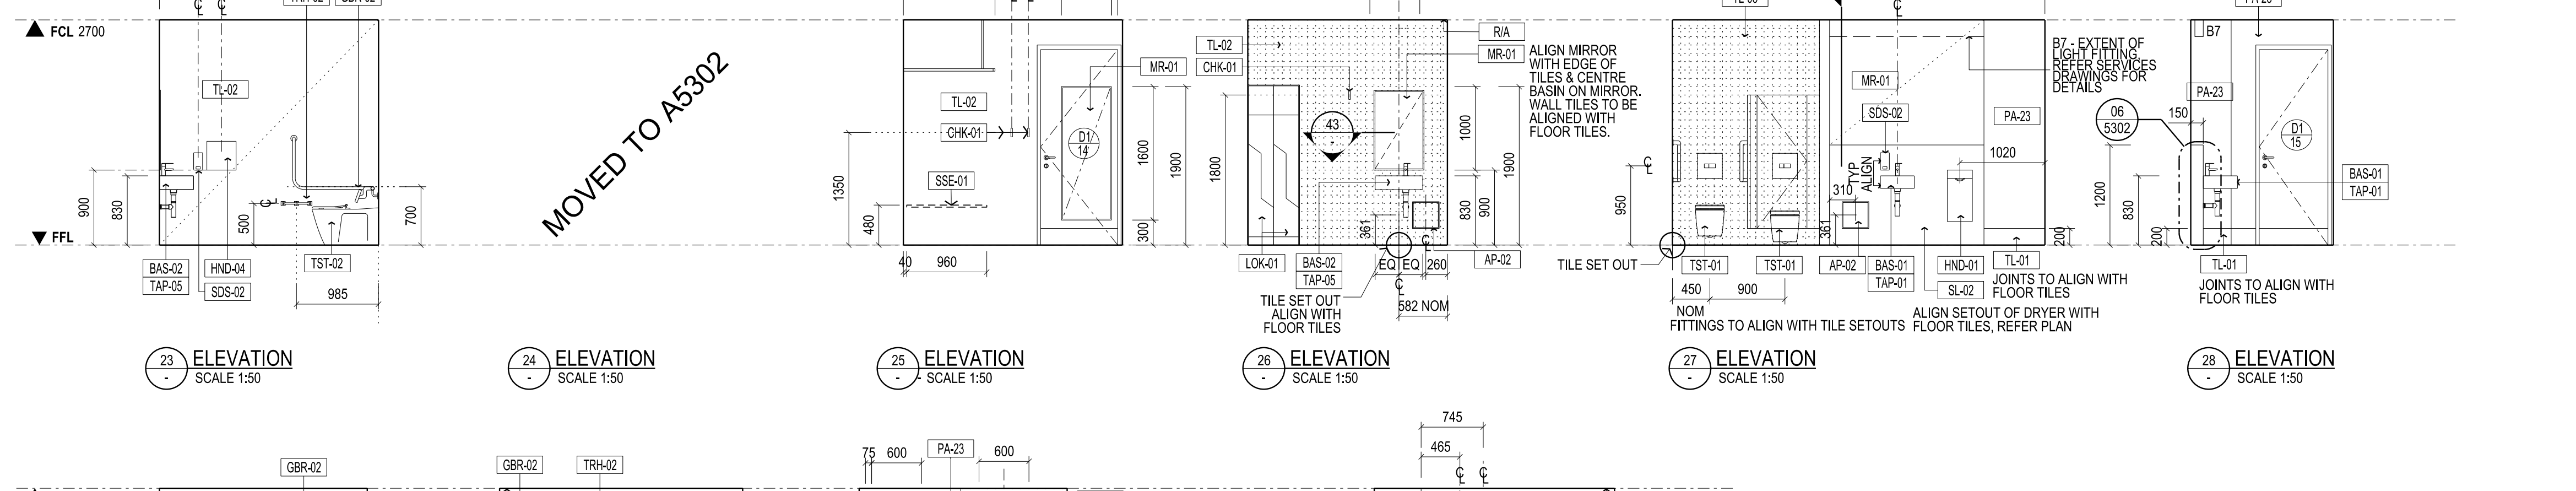 FCL 2700
FFL
TL-02
900
830
500
700
985
BAS-02
TAP-05
HND-04
SDS-02
TST-02
23
-
ELEVATION
SCALE 1:50
MOVED TO A5302
24
-
ELEVATION
SCALE 1:50
TL-02
CHK-01
SSE-01
MR-01
D1
14
1350
480
40
960
1600
300
1900
25
-
ELEVATION
SCALE 1:50
TL-02
CHK-01
R/A
MR-01
ALIGN MIRROR
WITH EDGE OF
TILES & CENTRE
BASIN ON MIRROR.
WALL TILES TO BE
ALIGNED WITH
FLOOR TILES.
43
-
1800
1000
1900
830
900
361
LOK-01
BAS-02
TAP-05
EQ
EQ
260
AP-02
582 NOM
TILE SET OUT
ALIGN WITH
FLOOR TILES
26
-
ELEVATION
SCALE 1:50
MR-01
SDS-02
PA-23
B7 - EXTENT OF
LIGHT FITTING,
REFER SERVICES
DRAWINGS FOR
DETAILS
TYP
ALIGN
310
361
950
1020
200
TILE SET OUT
TST-01
TST-01
AP-02
BAS-01
TAP-01
HND-01
TL-01
SL-02
JOINTS TO ALIGN WITH
FLOOR TILES
450
900
NOM
FITTINGS TO ALIGN WITH TILE SETOUTS
ALIGN SETOUT OF DRYER WITH
FLOOR TILES, REFER PLAN
27
-
ELEVATION
SCALE 1:50
B7
PA-23
150
06
5302
D1
15
1200
830
200
BAS-01
TAP-01
TL-01
JOINTS TO ALIGN WITH
FLOOR TILES
28
-
ELEVATION
SCALE 1:50
GBR-02
GBR-02
TRH-02
75
600
PA-23
600
745
465